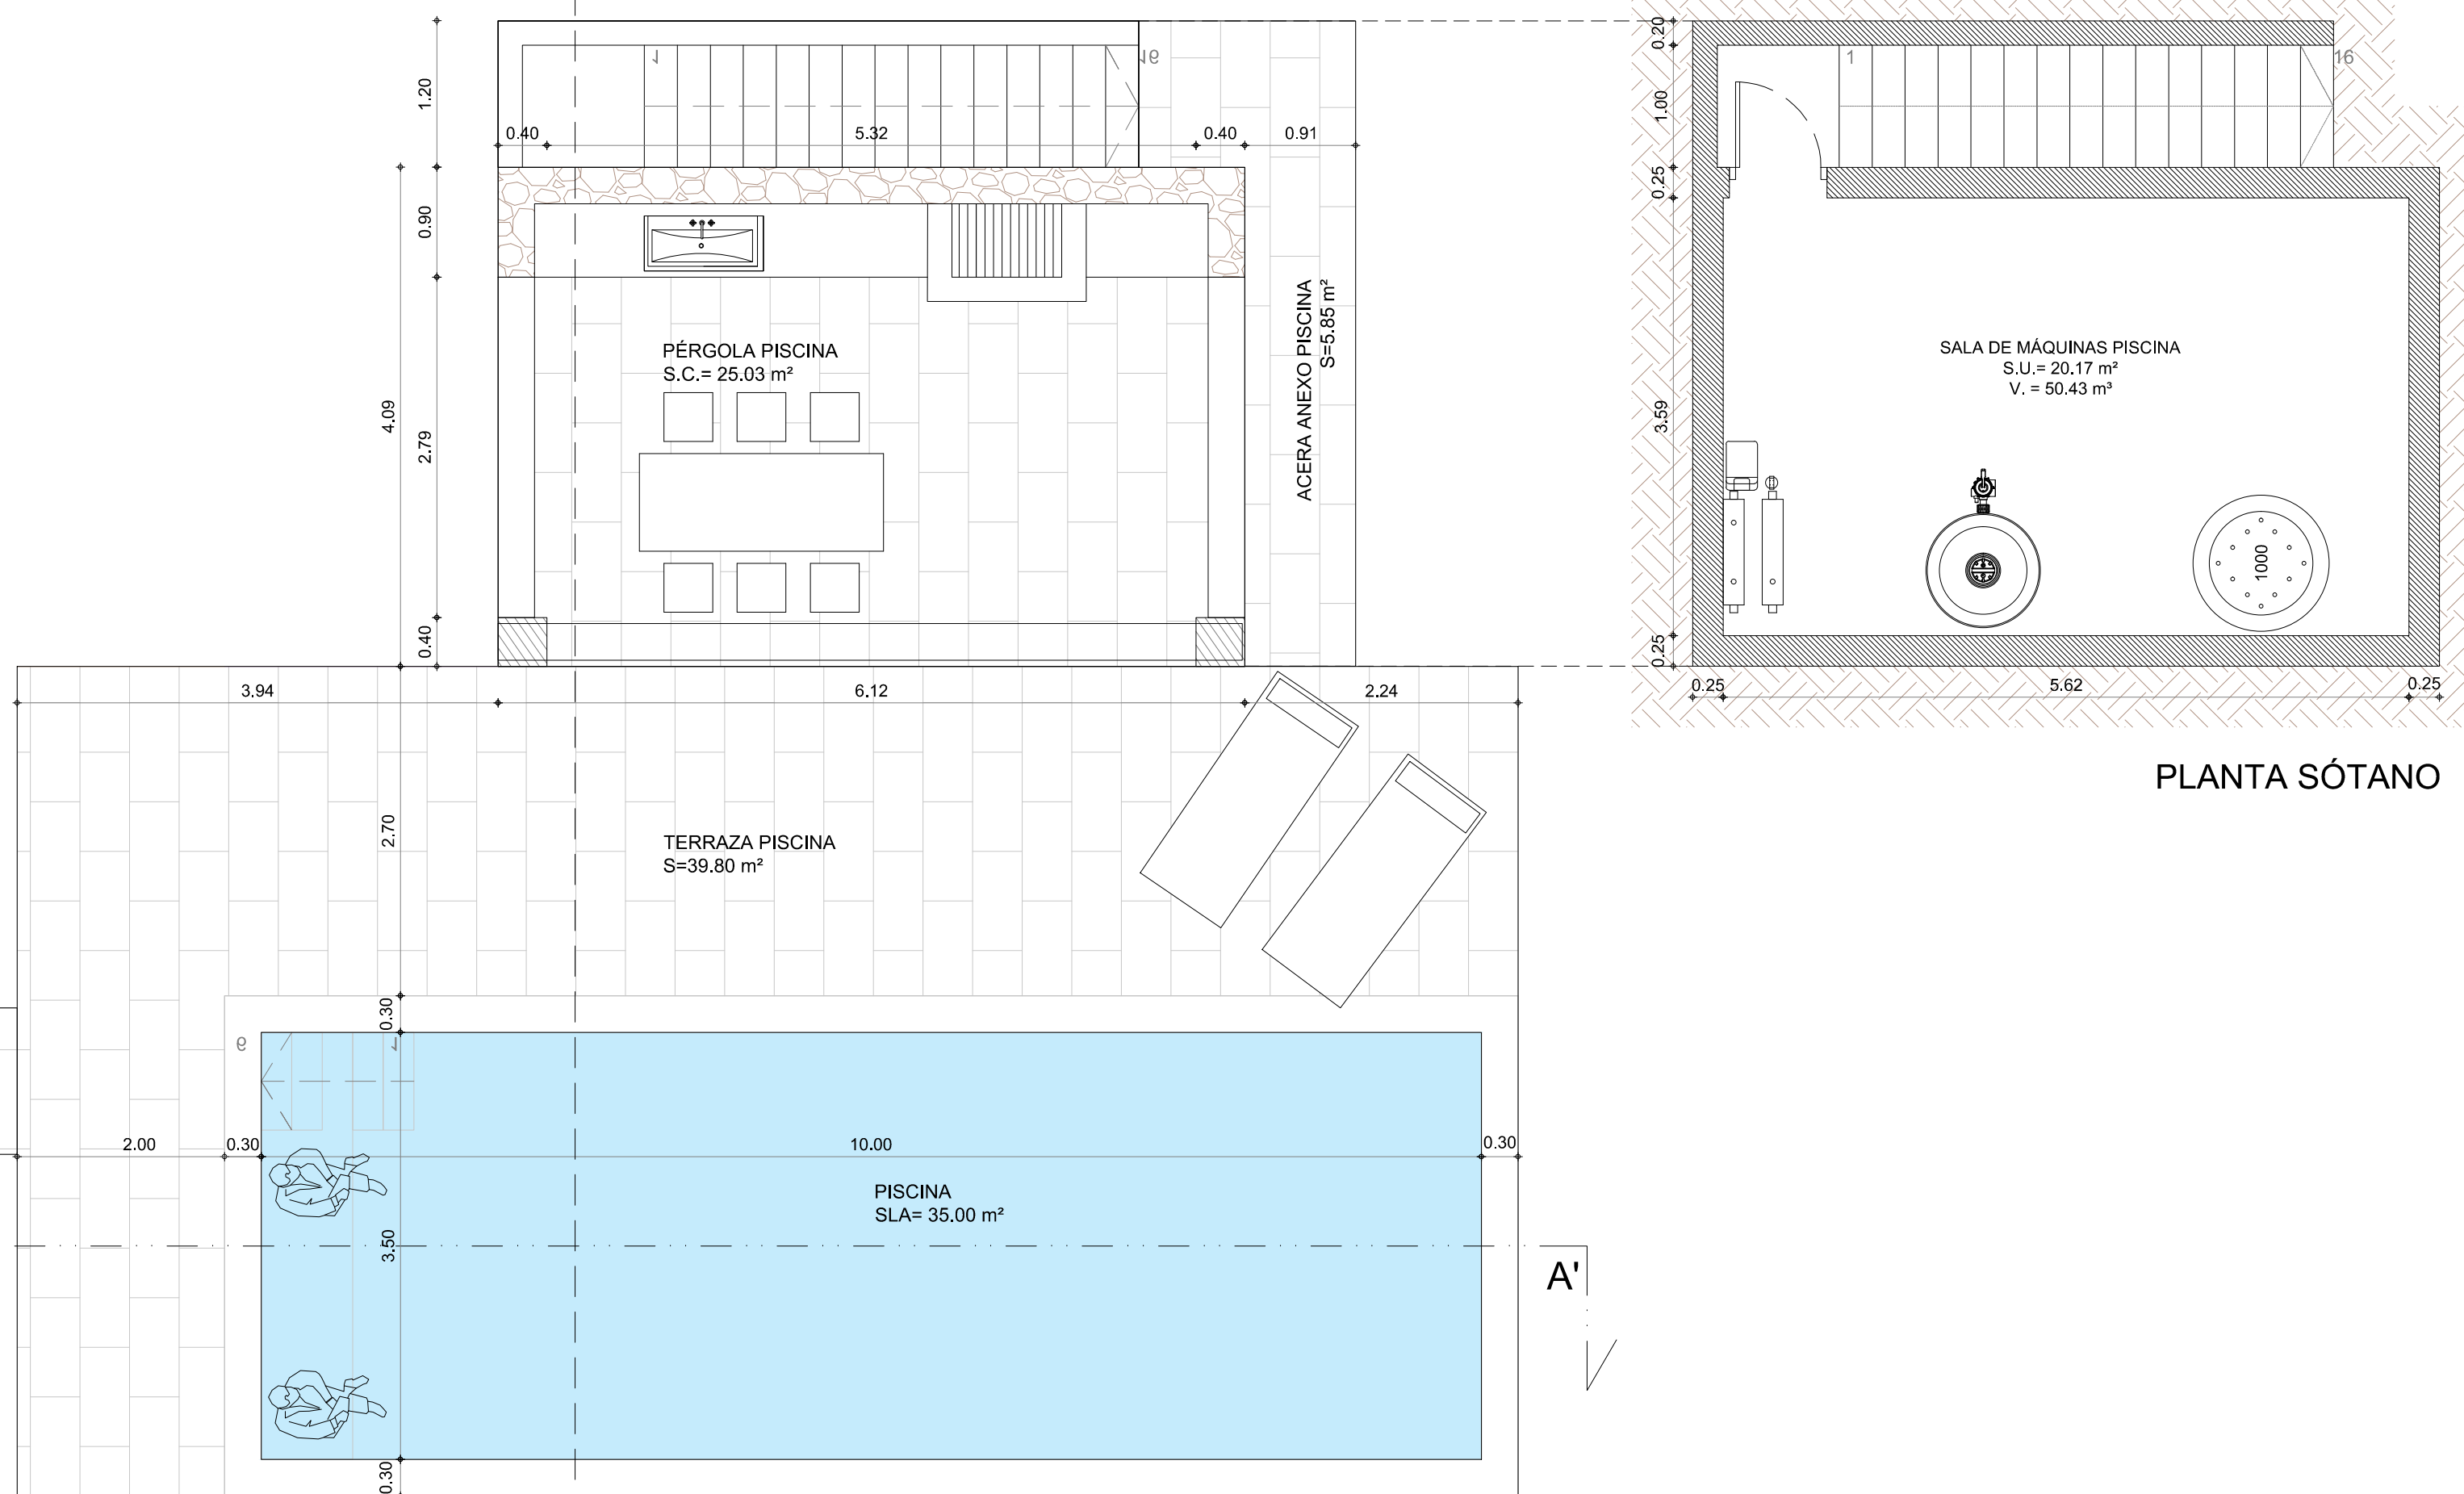 1
16
1.20
0.40
5.32
0.40
0.91
0.90
4.09
2.79
0.40
PÉRGOLA PISCINA
S.C.= 25.03 m²
ACERA ANEXO PISCINA
S=5.85 m²
3.94
6.12
2.24
2.70
TERRAZA PISCINA
S=39.80 m²
0.30
9
1
2.00
0.30
10.00
0.30
PISCINA
SLA= 35.00 m²
3.50
A'
0.30
0.20
1
16
1.00
0.25
SALA DE MÁQUINAS PISCINA
S.U.= 20.17 m²
V. = 50.43 m³
3.59
1000
0.25
0.25
5.62
0.25
PLANTA SÓTANO